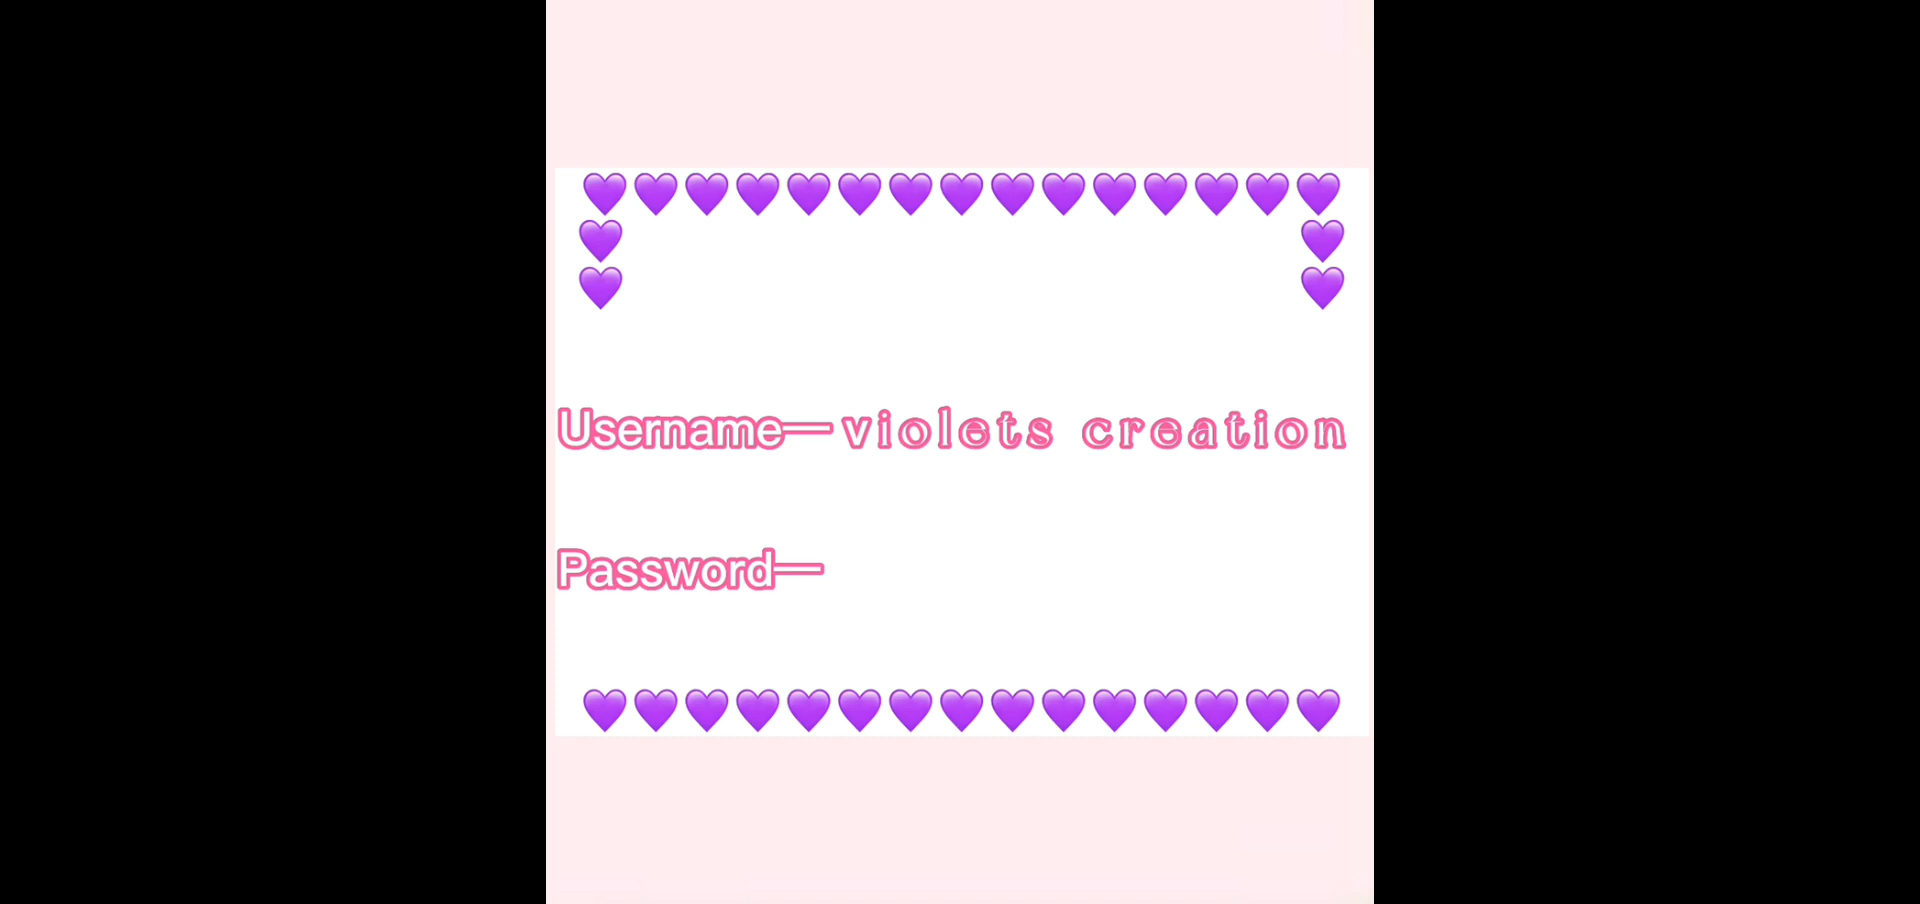 💜💜💜💜💜💜💜💜💜💜💜💜💜💜💜
💜 💜
💜 💜
Username— violets creation
Password—
💜💜💜💜💜💜💜💜💜💜💜💜💜💜💜